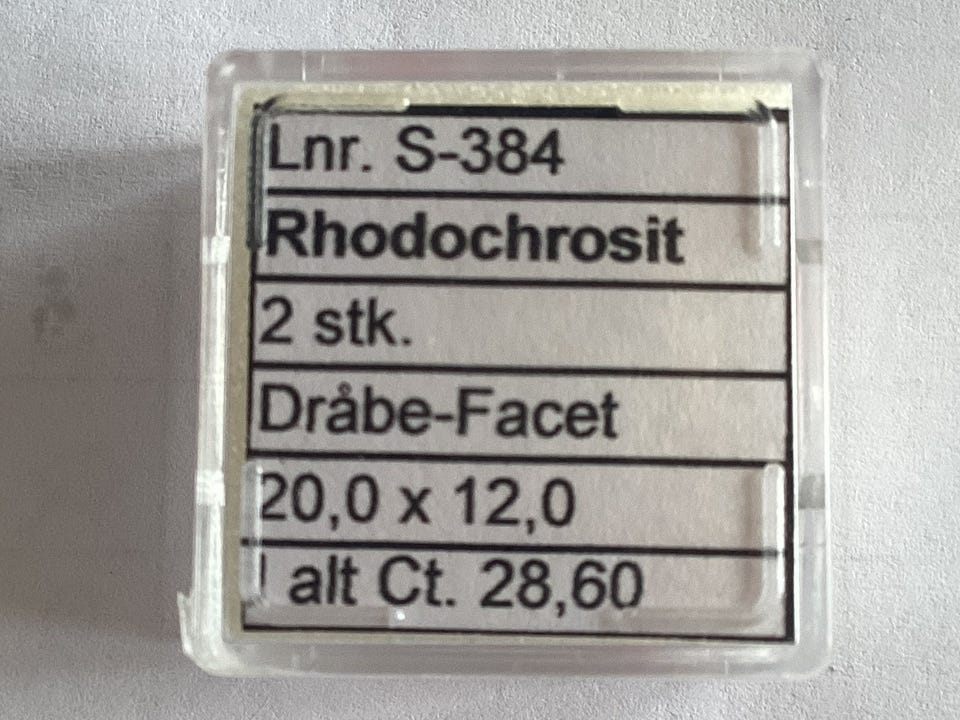 Lnr. S-384
Rhodochrosit
2 stk.
Dråbe-Facet
20,0 x 12,0
I alt Ct. 28,60